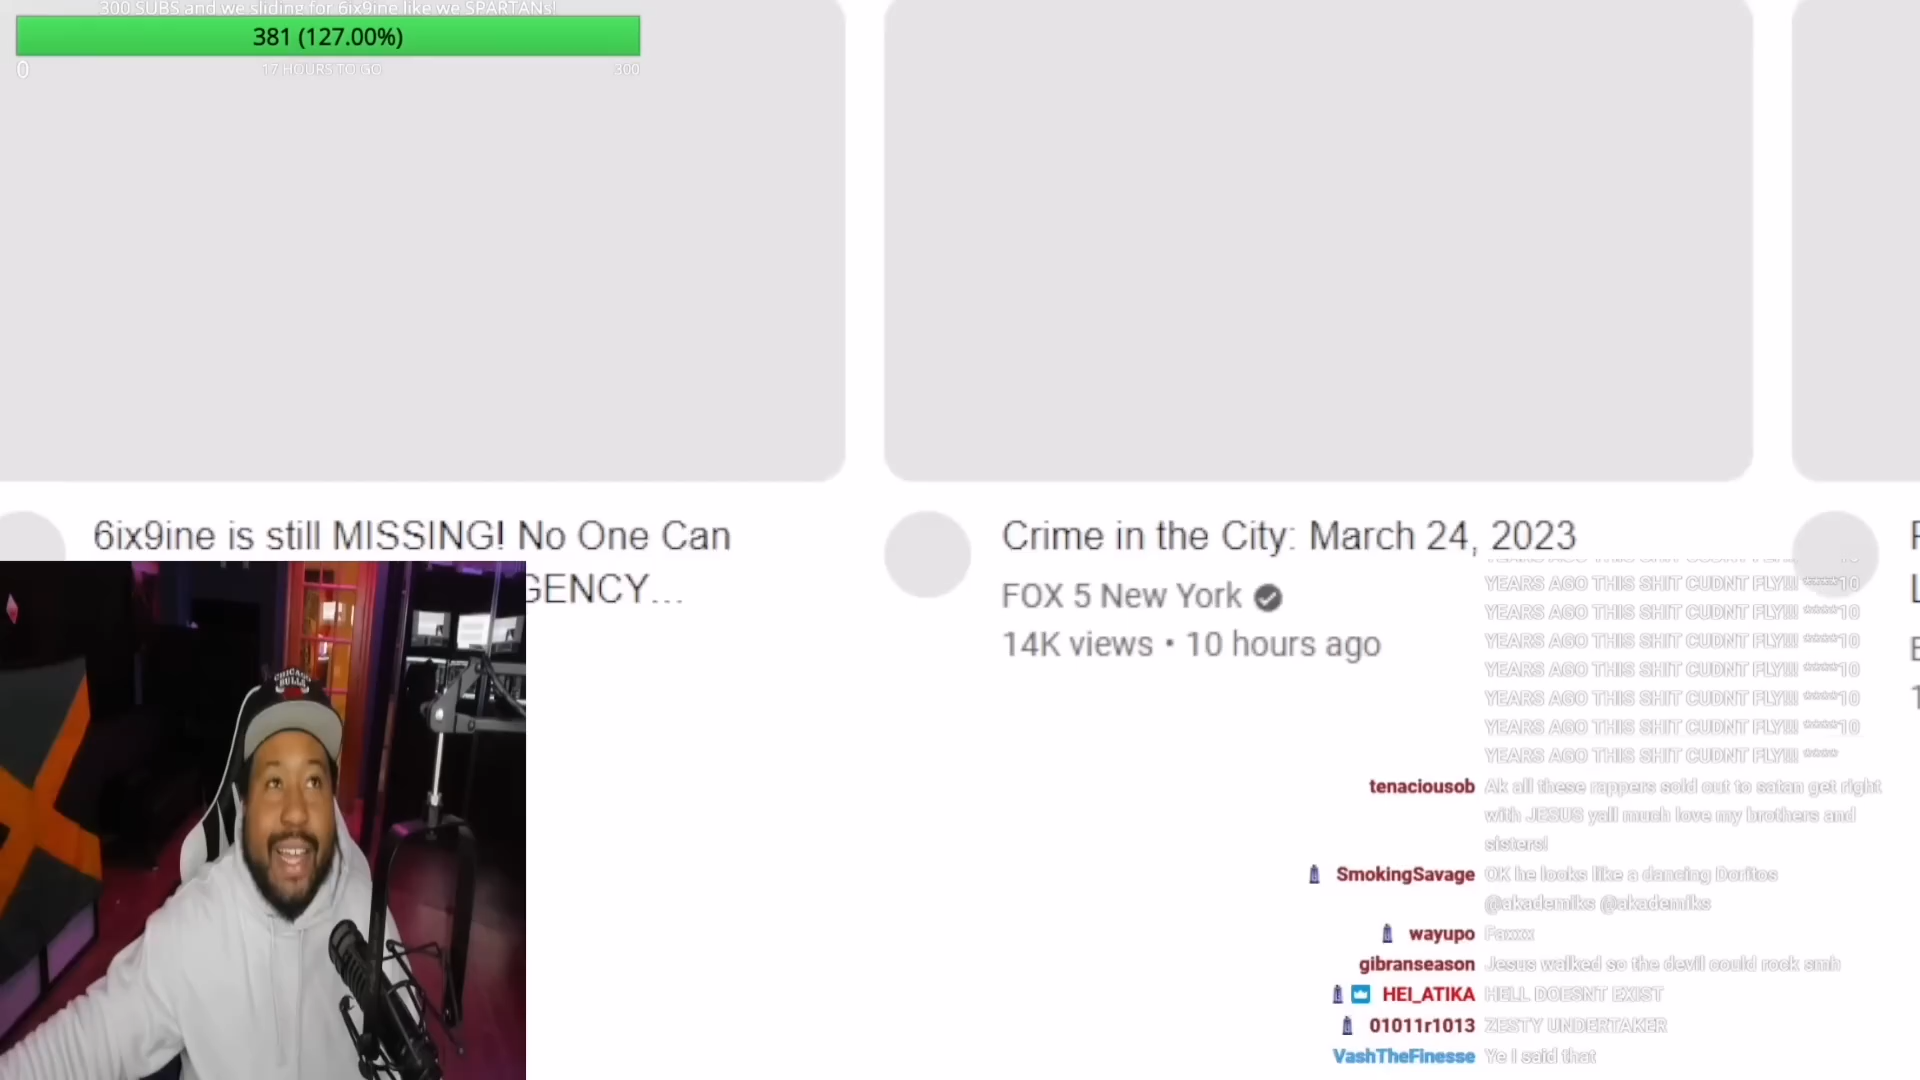 300 SUBS and we sliding for 6ix9ine like we SPARTANs!
381 (127.00%)
0 17 HOURS TO GO 300
6ix9ine is still MISSING! No One Can
GENCY...
Crime in the City: March 24, 2023
FOX 5 New York
14K views • 10 hours ago
YEARS AGO THIS SHIT CUDNT FLY!!! ****10
YEARS AGO THIS SHIT CUDNT FLY!!! ****10
YEARS AGO THIS SHIT CUDNT FLY!!! ****10
YEARS AGO THIS SHIT CUDNT FLY!!! ****10
YEARS AGO THIS SHIT CUDNT FLY!!! ****10
YEARS AGO THIS SHIT CUDNT FLY!!! ****10
YEARS AGO THIS SHIT CUDNT FLY!!! ****
tenaciousob Ak all these rappers sold out to satan get right
with JESUS yall much love my brothers and
sisters!
SmokingSavage OK he looks like a dancing Doritos
@akademiks @akademiks
wayupo Faxxx
gibranseason Jesus walked so the devil could rock smh
HEI_ATIKA HELL DOESNT EXIST
01011r1013 ZESTY UNDERTAKER
VashTheFinesse Ye I said that
CHICAGO
BULLS